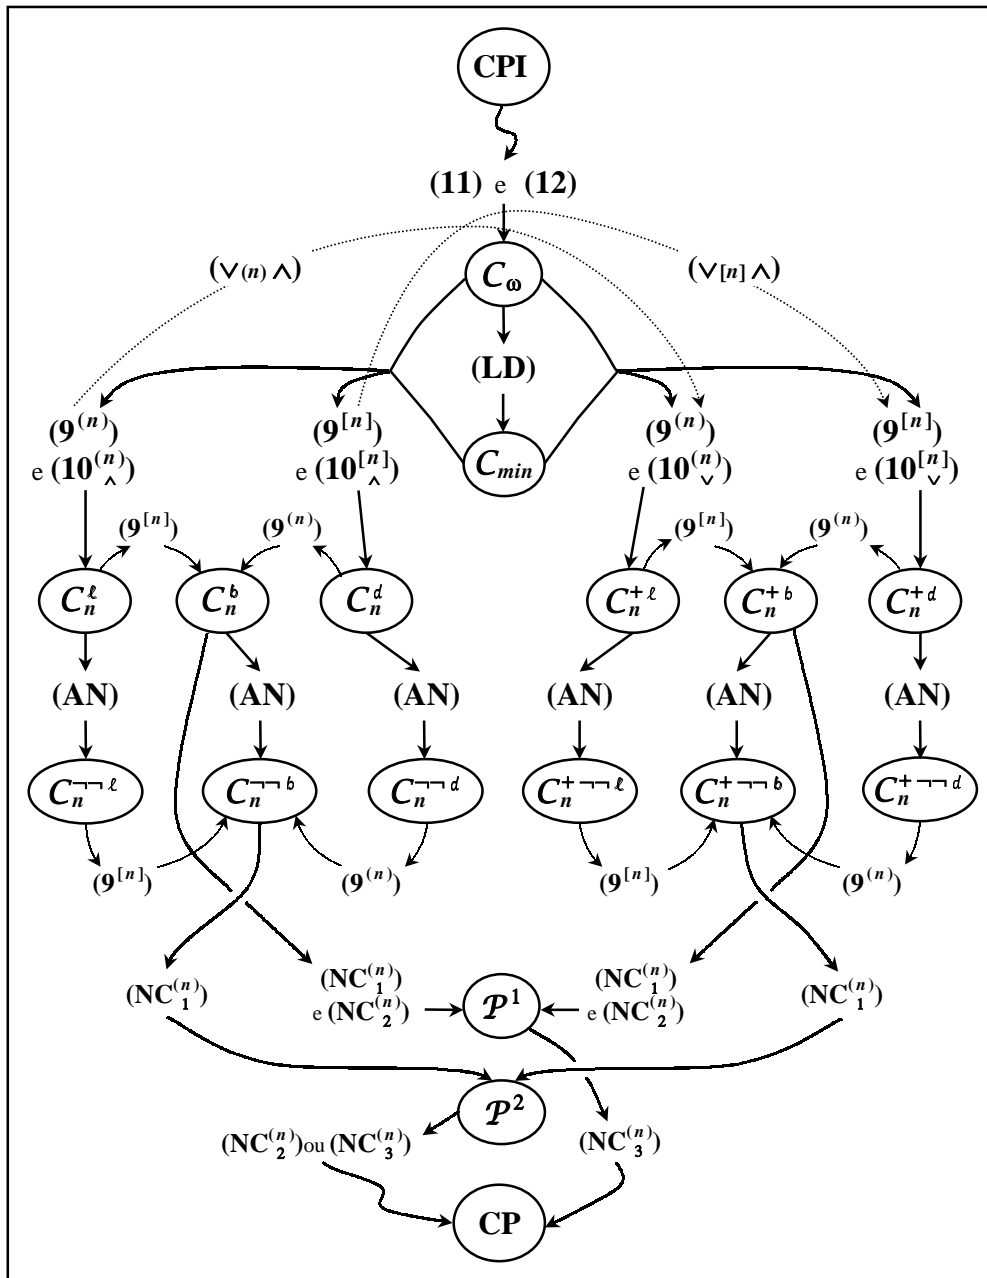 CPI
(11) e (12)
(∨(n) ∧) (∨[n] ∧)
C_ω
(LD)
(9^(n)) (9^[n]) (9^(n)) (9^[n])
e (10^(n)_∧) e (10^[n]_∧) C_min e (10^(n)_∨) e (10^[n]_∨)
(9^[n]) (9^(n)) (9^[n]) (9^(n))
C_n^ℓ C_n^b C_n^d C_n^{+ℓ} C_n^{+b} C_n^{+d}
(AN) (AN) (AN) (AN) (AN) (AN)
C_n^{¬¬ℓ} C_n^{¬¬b} C_n^{¬¬d} C_n^{+¬¬ℓ} C_n^{+¬¬b} C_n^{+¬¬d}
(9^[n]) (9^(n)) (9^[n]) (9^(n))
(NC_1^(n)) (NC_1^(n)) (NC_1^(n)) (NC_1^(n))
e (NC_2^(n)) 𝒫^1 e (NC_2^(n))
𝒫^2
(NC_2^(n)) ou (NC_3^(n)) (NC_3^(n))
CP